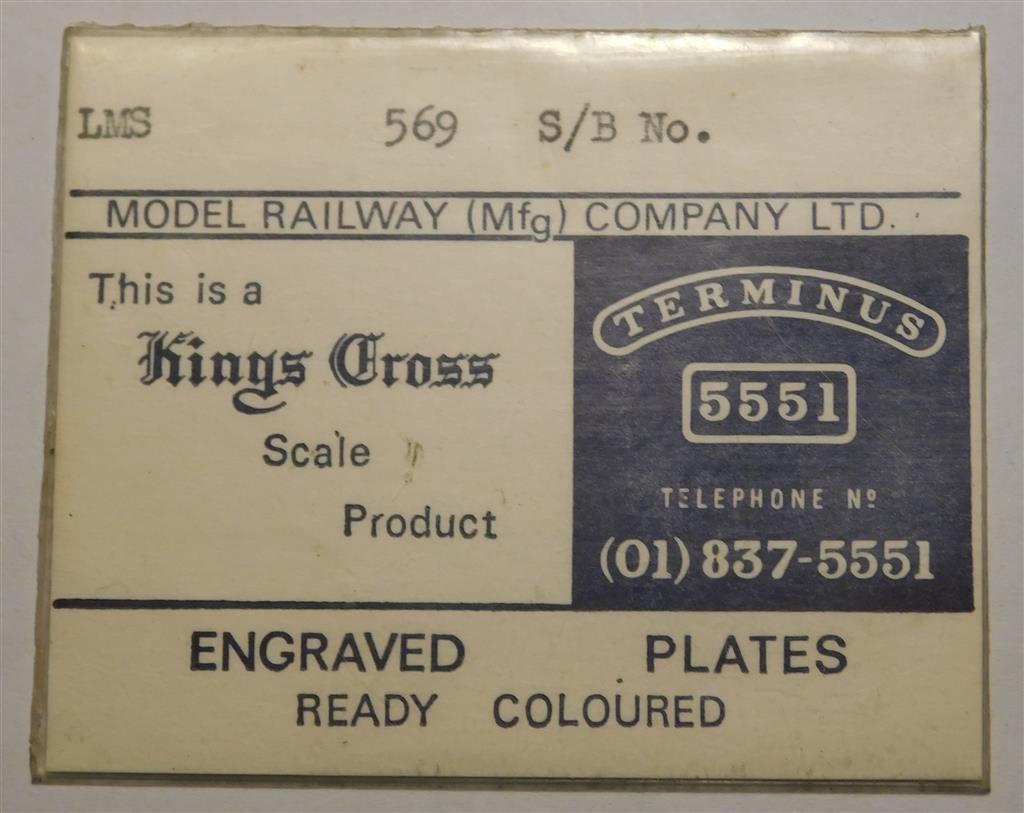 LMS 569 S/B No.
MODEL RAILWAY (Mfg) COMPANY LTD.
This is a
Kings Cross
Scale
Product
TERMINUS
5551
TELEPHONE Nº
(01) 837-5551
ENGRAVED PLATES
READY COLOURED